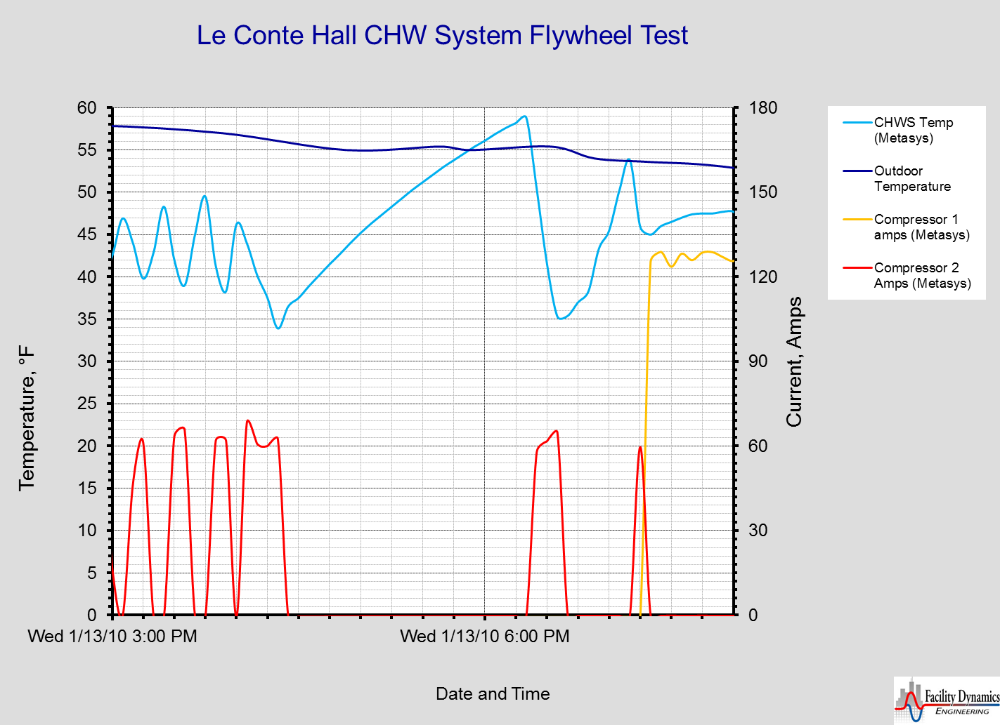 Le Conte Hall CHW System Flywheel Test
60
55
50
45
40
35
30
25
20
15
10
5
0
Temperature, °F
180
150
120
90
60
30
0
Current, Amps
Wed 1/13/10 3:00 PM
Wed 1/13/10 6:00 PM
Date and Time
CHWS Temp
(Metasys)
Outdoor
Temperature
Compressor 1
amps (Metasys)
Compressor 2
Amps (Metasys)
Facility Dynamics
ENGINEERING